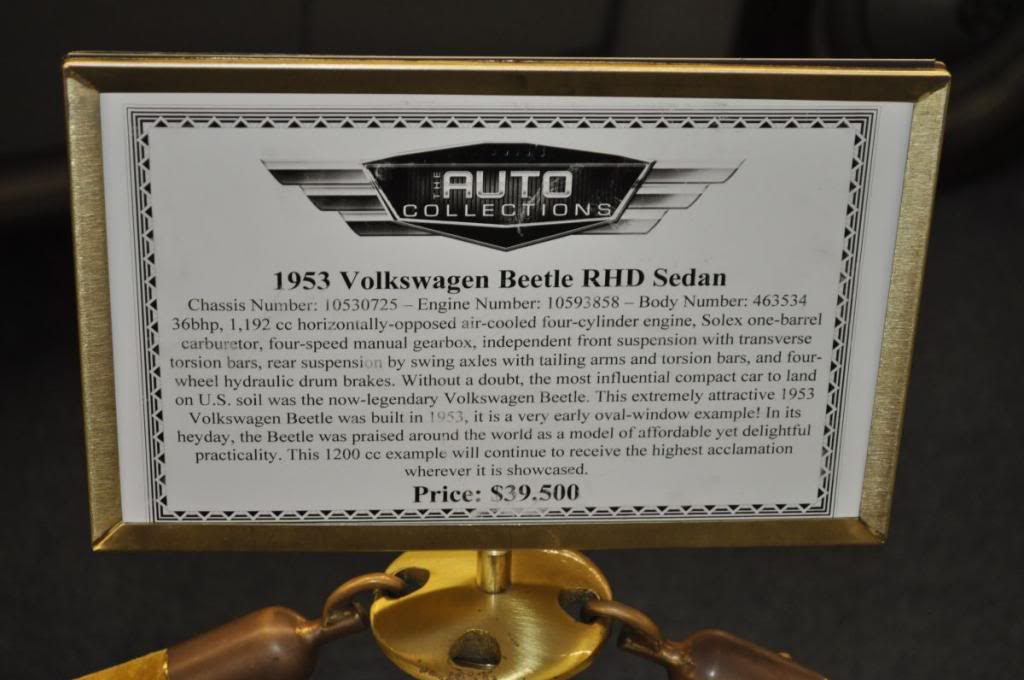 THE AUTO
COLLECTIONS
1953 Volkswagen Beetle RHD Sedan
Chassis Number: 10530725 – Engine Number: 10593858 – Body Number: 463534
36bhp, 1,192 cc horizontally-opposed air-cooled four-cylinder engine, Solex one-barrel
carburetor, four-speed manual gearbox, independent front suspension with transverse
torsion bars, rear suspension by swing axles with tailing arms and torsion bars, and four-
wheel hydraulic drum brakes. Without a doubt, the most influential compact car to land
on U.S. soil was the now-legendary Volkswagen Beetle. This extremely attractive 1953
Volkswagen Beetle was built in 1953, it is a very early oval-window example! In its
heyday, the Beetle was praised around the world as a model of affordable yet delightful
practicality. This 1200 cc example will continue to receive the highest acclamation
wherever it is showcased.
Price: $39.500